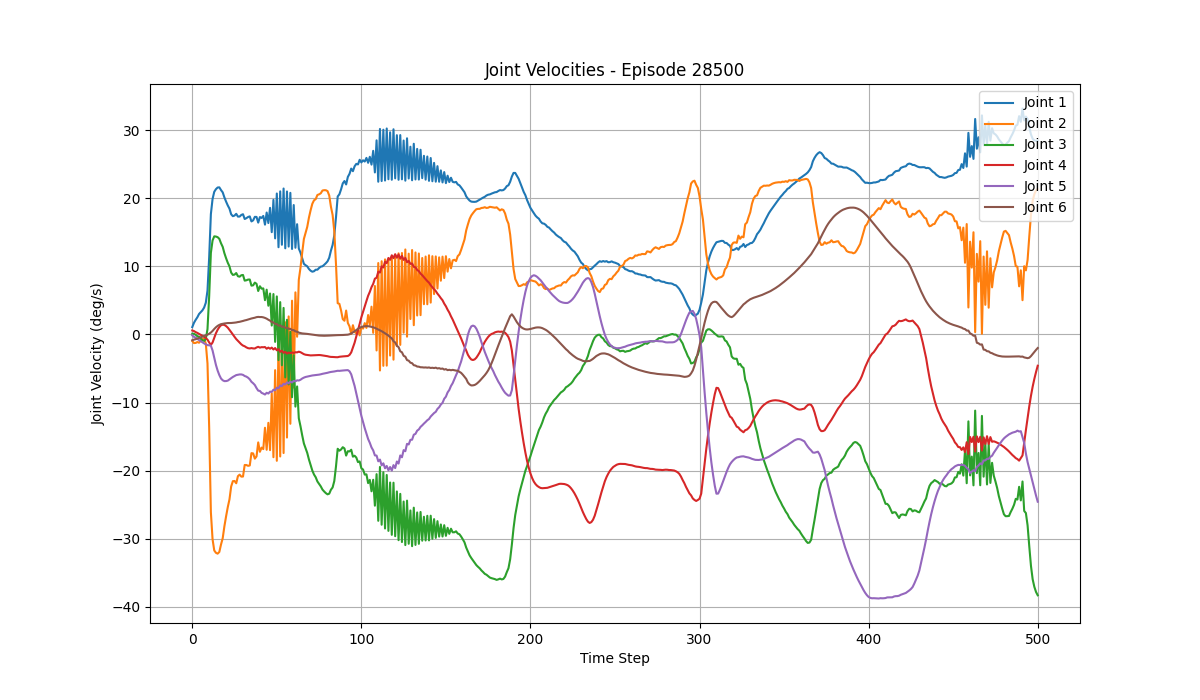 Joint Velocities - Episode 28500
Joint Velocity (deg/s)
30
20
10
0
−10
−20
−30
−40
Joint 1
Joint 2
Joint 3
Joint 4
Joint 5
Joint 6
0
100
200
300
400
500
Time Step